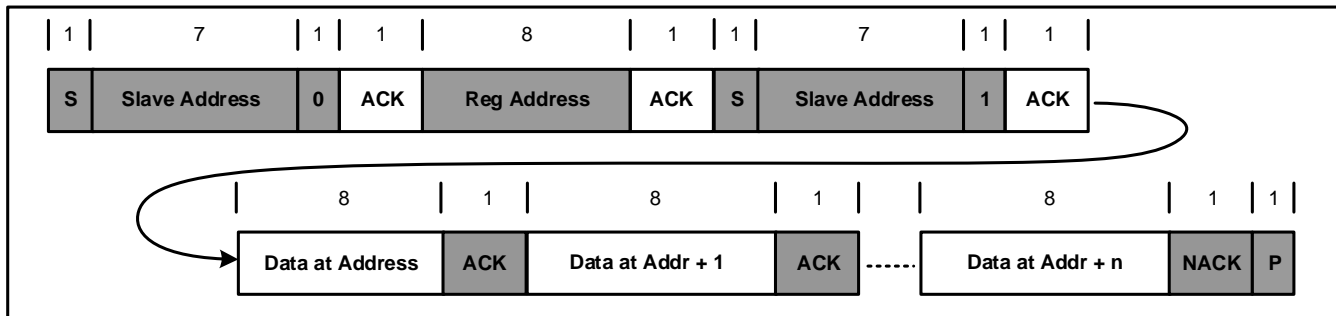 1 7 1 1 8 1 1 7 1 1
S Slave Address 0 ACK Reg Address ACK S Slave Address 1 ACK
8 1 8 1 8 1 1
Data at Address ACK Data at Addr + 1 ACK Data at Addr + n NACK P